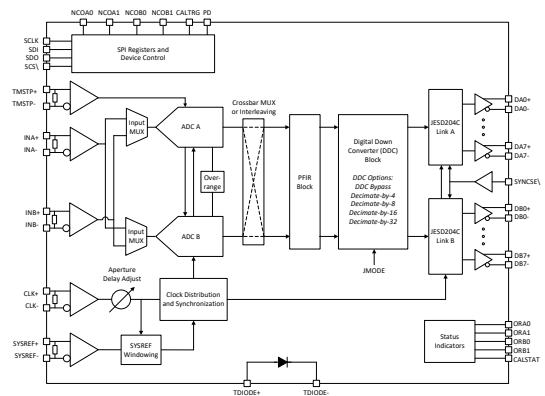 NCOA0 NCOA1 NCOB0 NCOB1 CALTRG PD
SCLK
SDI
SDO
SCS\
SPI Registers and
Device Control
TMSTP+
TMSTP-
INA+
INA-
INB+
INB-
Input
MUX
Input
MUX
ADC A
ADC B
Over-
range
Crossbar MUX
or Interleaving
PFIR
Block
Digital Down
Converter (DDC)
Block
DDC Options:
DDC Bypass
Decimate-by-4
Decimate-by-8
Decimate-by-16
Decimate-by-32
JMODE
JESD204C
Link A
JESD204C
Link B
DA0+
DA0-
DA7+
DA7-
SYNCSE\
DB0+
DB0-
DB7+
DB7-
CLK+
CLK-
Aperture
Delay Adjust
Clock Distribution
and Synchronization
SYSREF+
SYSREF-
SYSREF
Windowing
Status
Indicators
ORA0
ORA1
ORB0
ORB1
CALSTAT
TDIODE+ TDIODE-